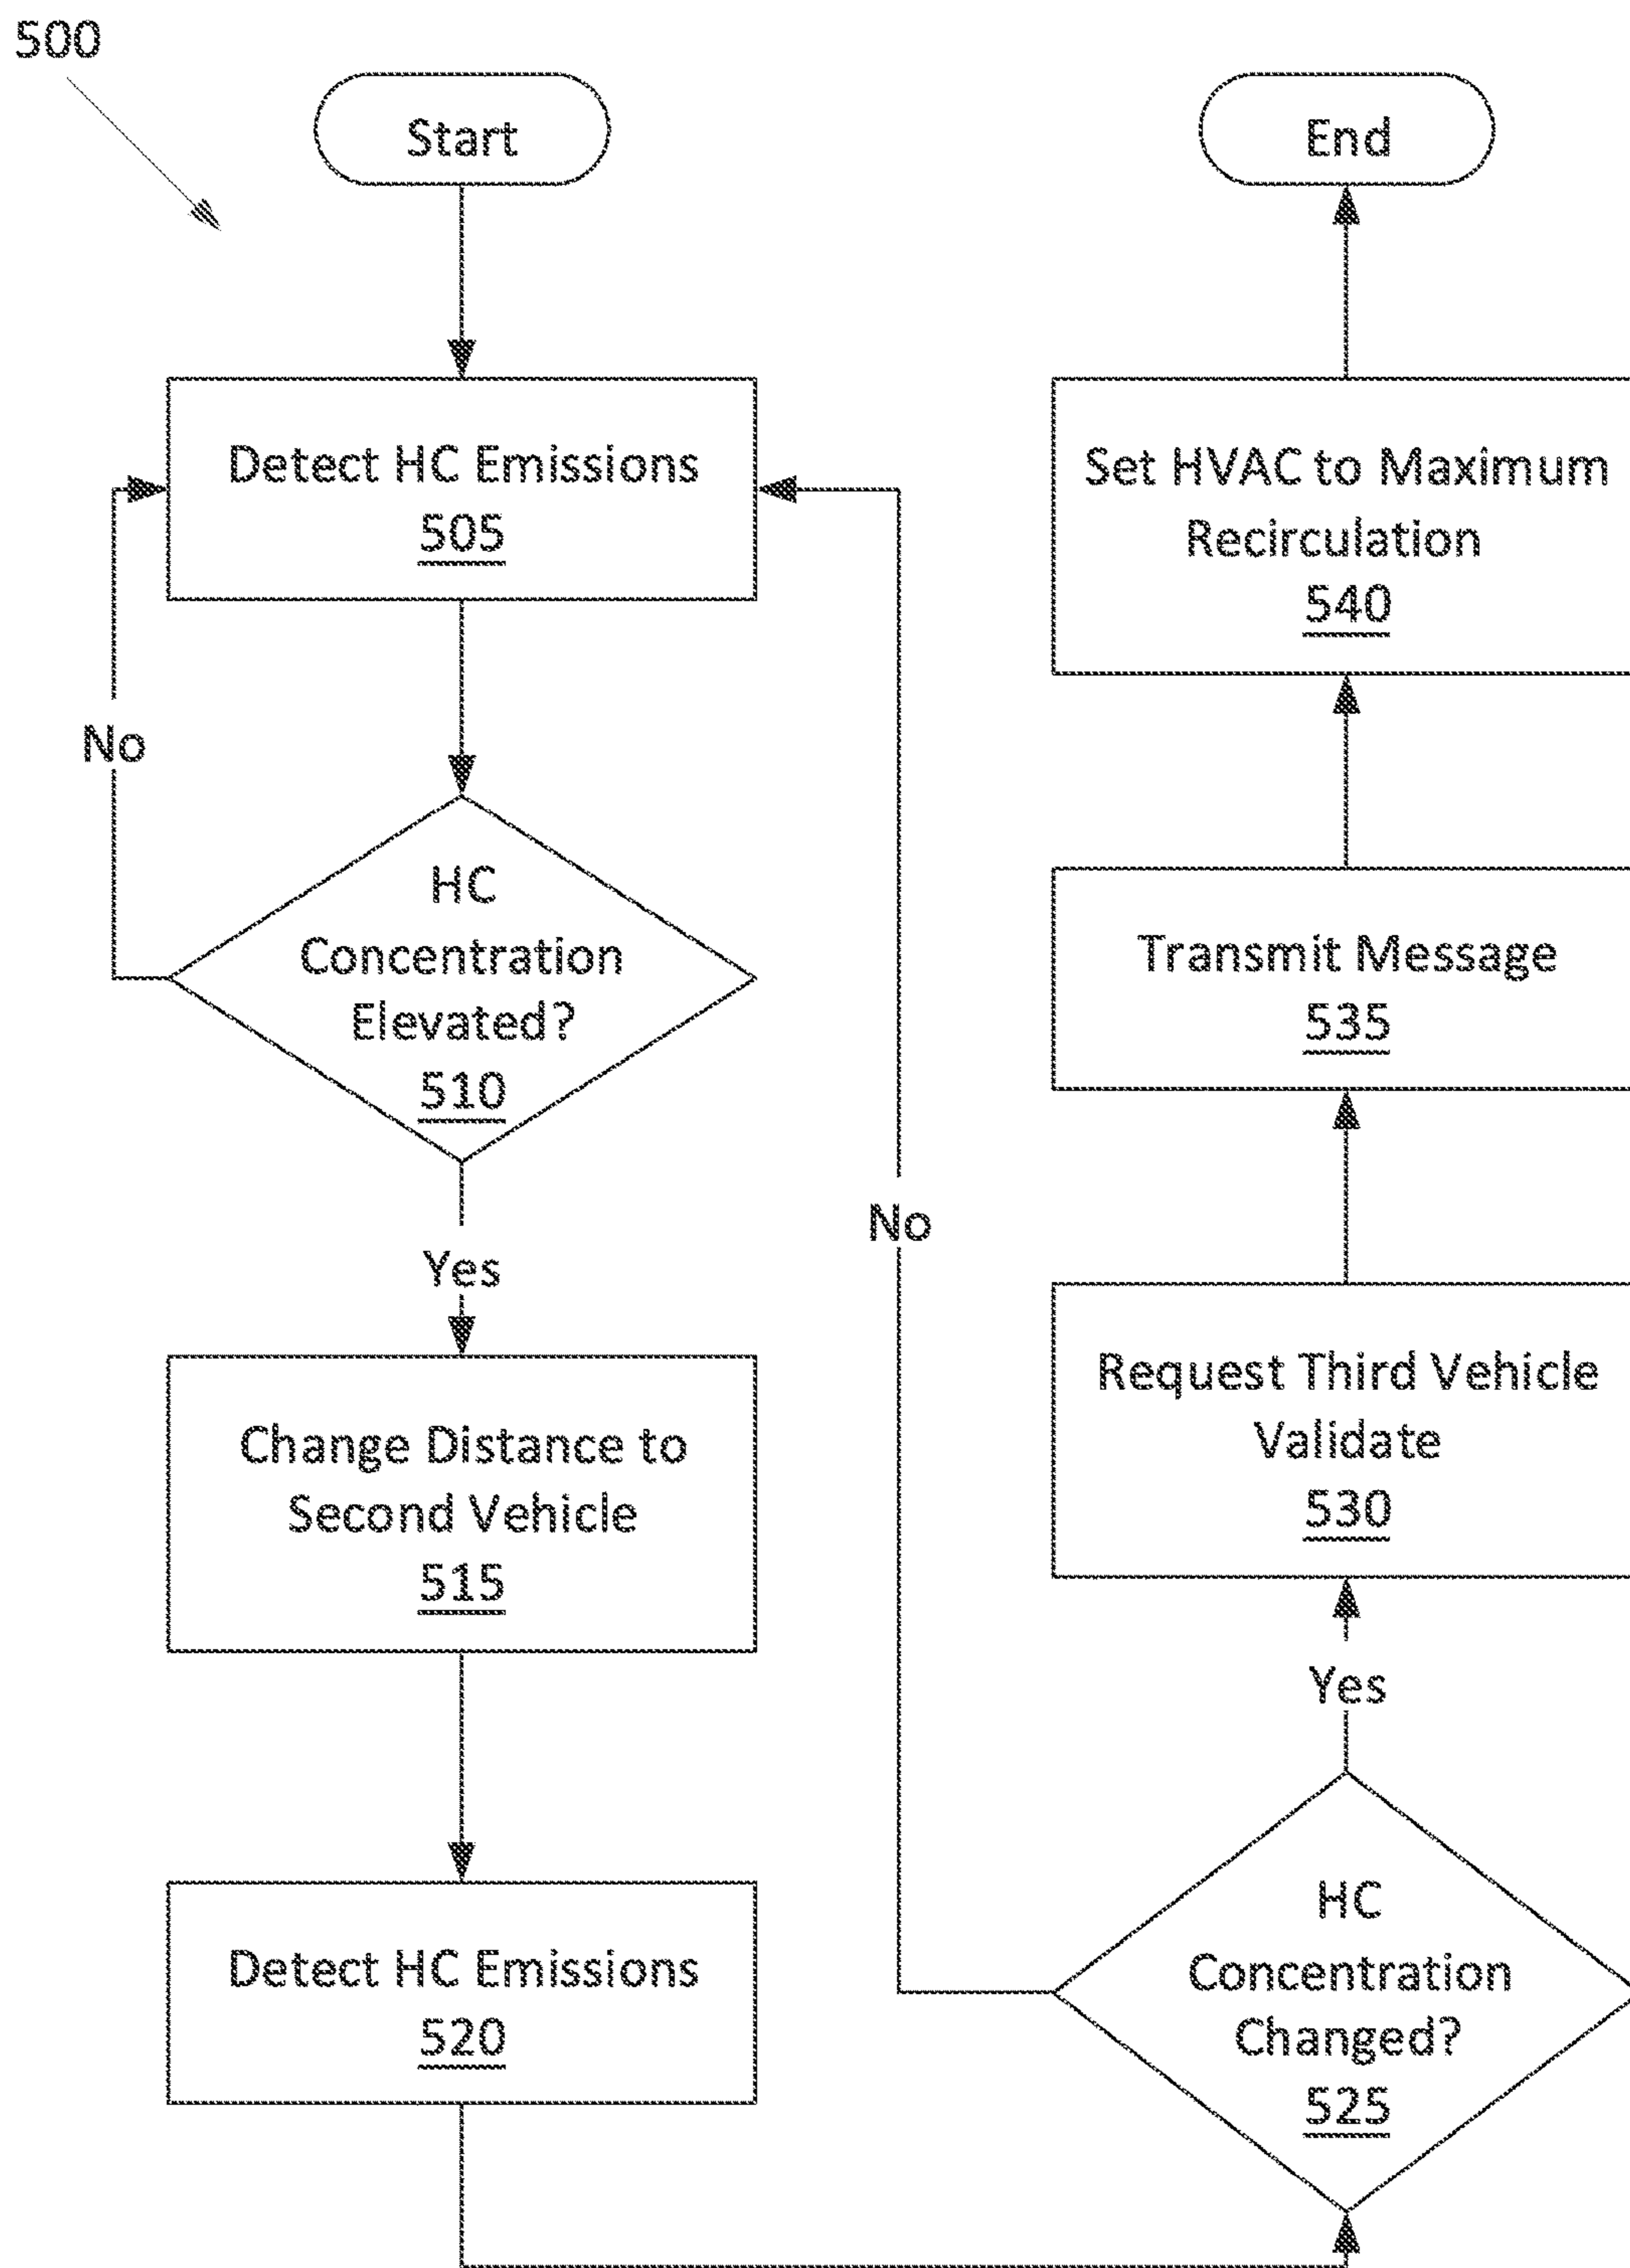 500
Start
Detect HC Emissions
505
No
HC
Concentration
Elevated?
510
Yes
Change Distance to
Second Vehicle
515
Detect HC Emissions
520
No
HC
Concentration
Changed?
525
Yes
Request Third Vehicle
Validate
530
Transmit Message
535
Set HVAC to Maximum
Recirculation
540
End